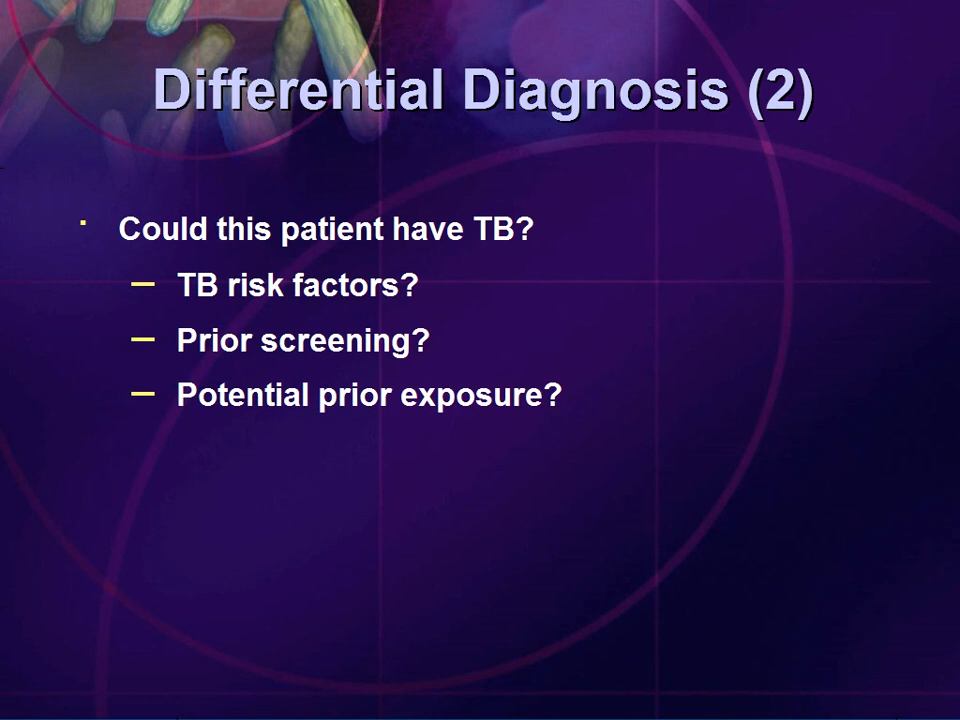 Differential Diagnosis (2)
▪ Could this patient have TB?
– TB risk factors?
– Prior screening?
– Potential prior exposure?